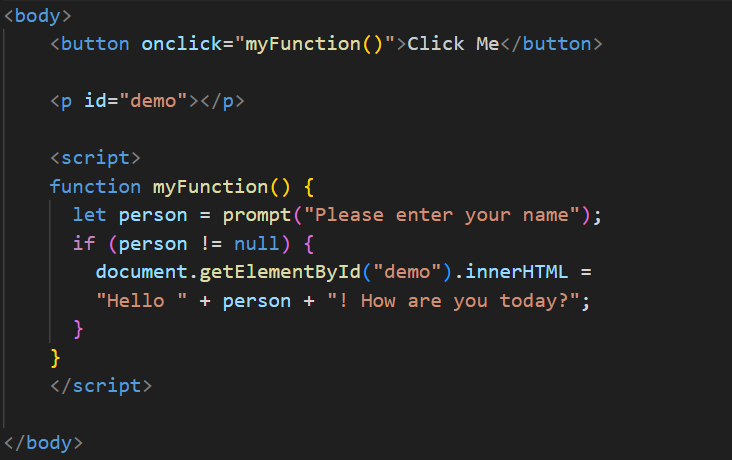 <body>
<button onclick="myFunction()">Click Me</button>
<p id="demo"></p>
<script>
function myFunction() {
let person = prompt("Please enter your name");
if (person != null) {
document.getElementById("demo").innerHTML =
"Hello " + person + "! How are you today?";
}
}
</script>
</body>